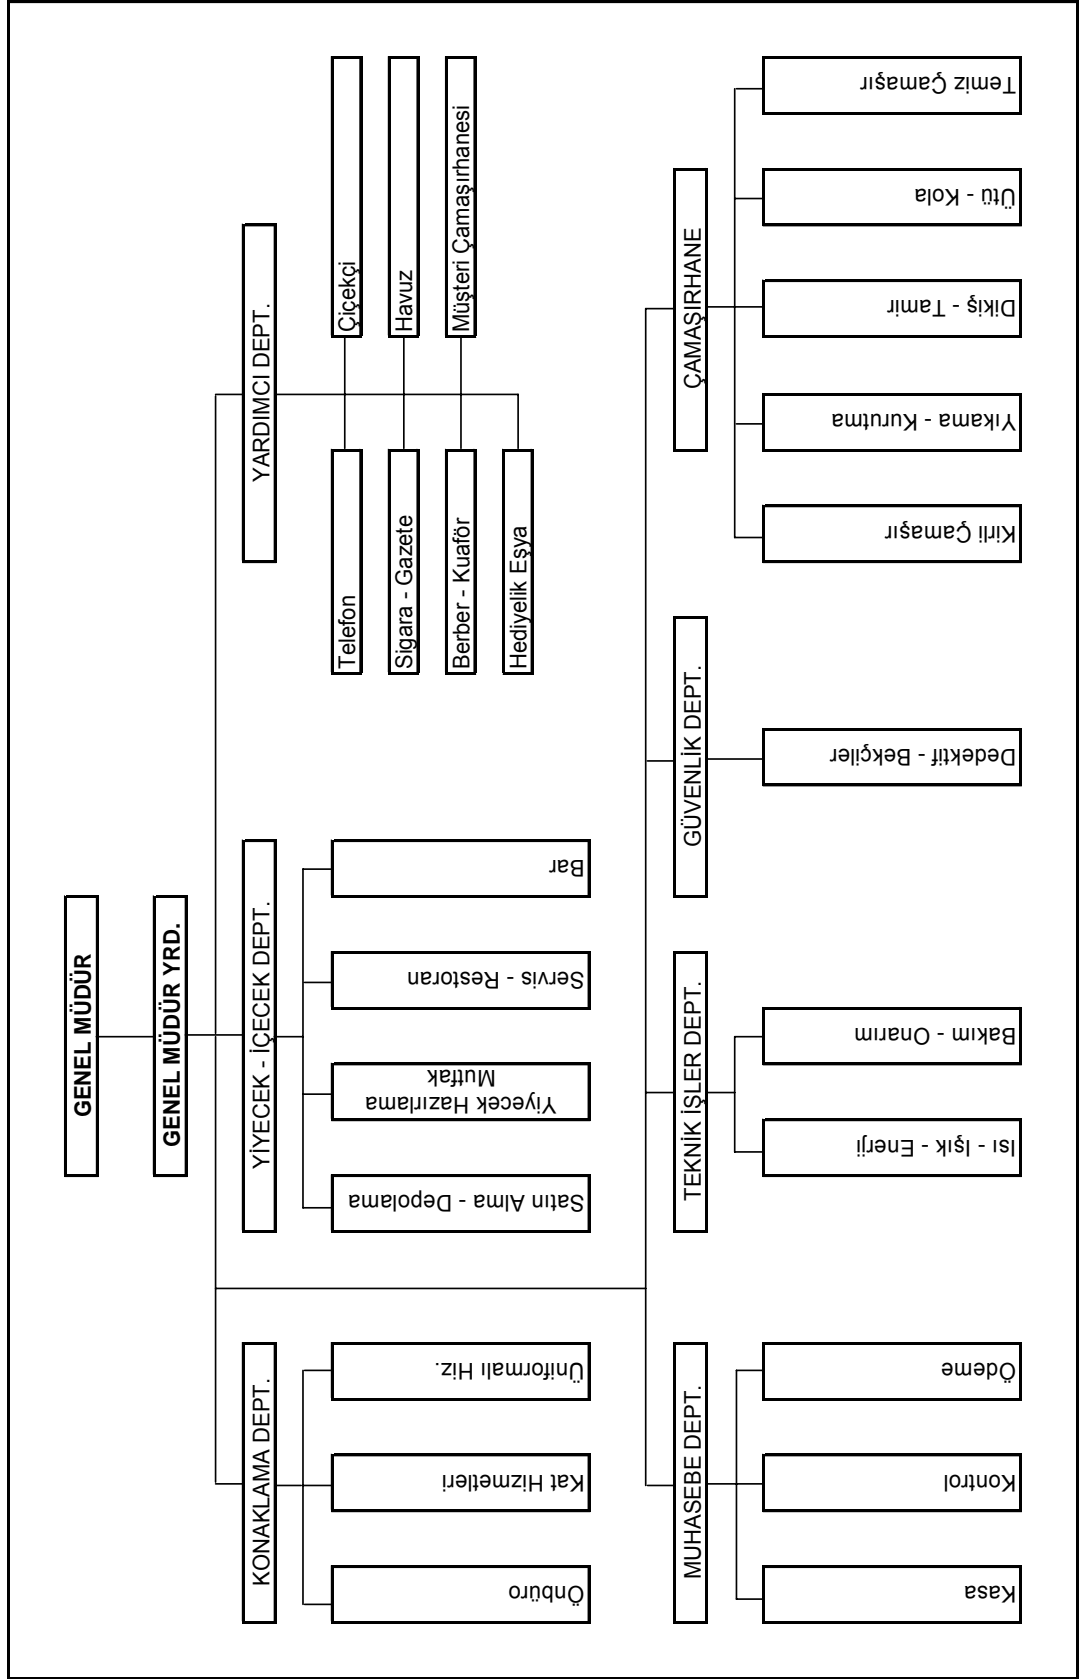 GENEL MÜDÜR
GENEL MÜDÜR YRD.
KONAKLAMA DEPT.
Önbüro
Kat Hizmetleri
Üniformalı Hiz.
YİYECEK - İÇECEK DEPT.
Satın Alma - Depolama
Yiyecek Hazırlama
Mutfak
Servis - Restoran
Bar
YARDIMCI DEPT.
Telefon
Sigara - Gazete
Berber - Kuaför
Hediyelik Eşya
Çiçekçi
Havuz
Müşteri Çamaşırhanesi
MUHASEBE DEPT.
Kasa
Kontrol
Ödeme
TEKNİK İŞLER DEPT.
Isı - Işık - Enerji
Bakım - Onarım
GÜVENLİK DEPT.
Dedektif - Bekçiler
ÇAMAŞIRHANE
Kirli Çamaşır
Yıkama - Kurutma
Dikiş - Tamir
Ütü - Kola
Temiz Çamaşır